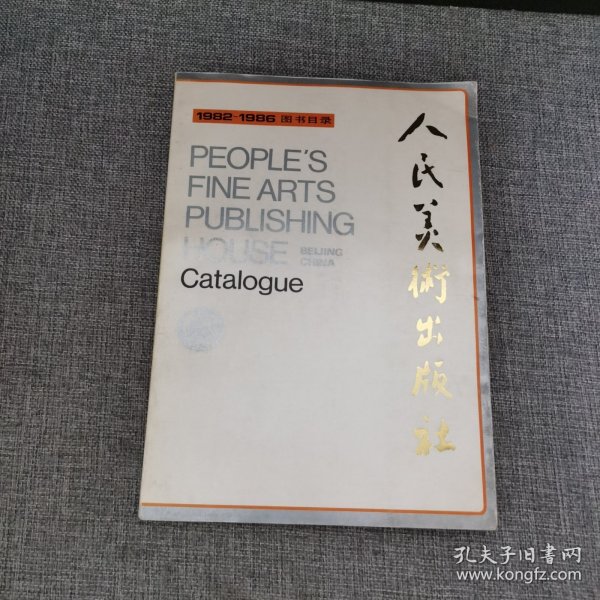 1982-1986 图书目录
PEOPLE'S
FINE ARTS
PUBLISHING
HOUSE BEIJING
CHINA
Catalogue
人民美術出版社
孔夫子旧書网
www.kongfz.com